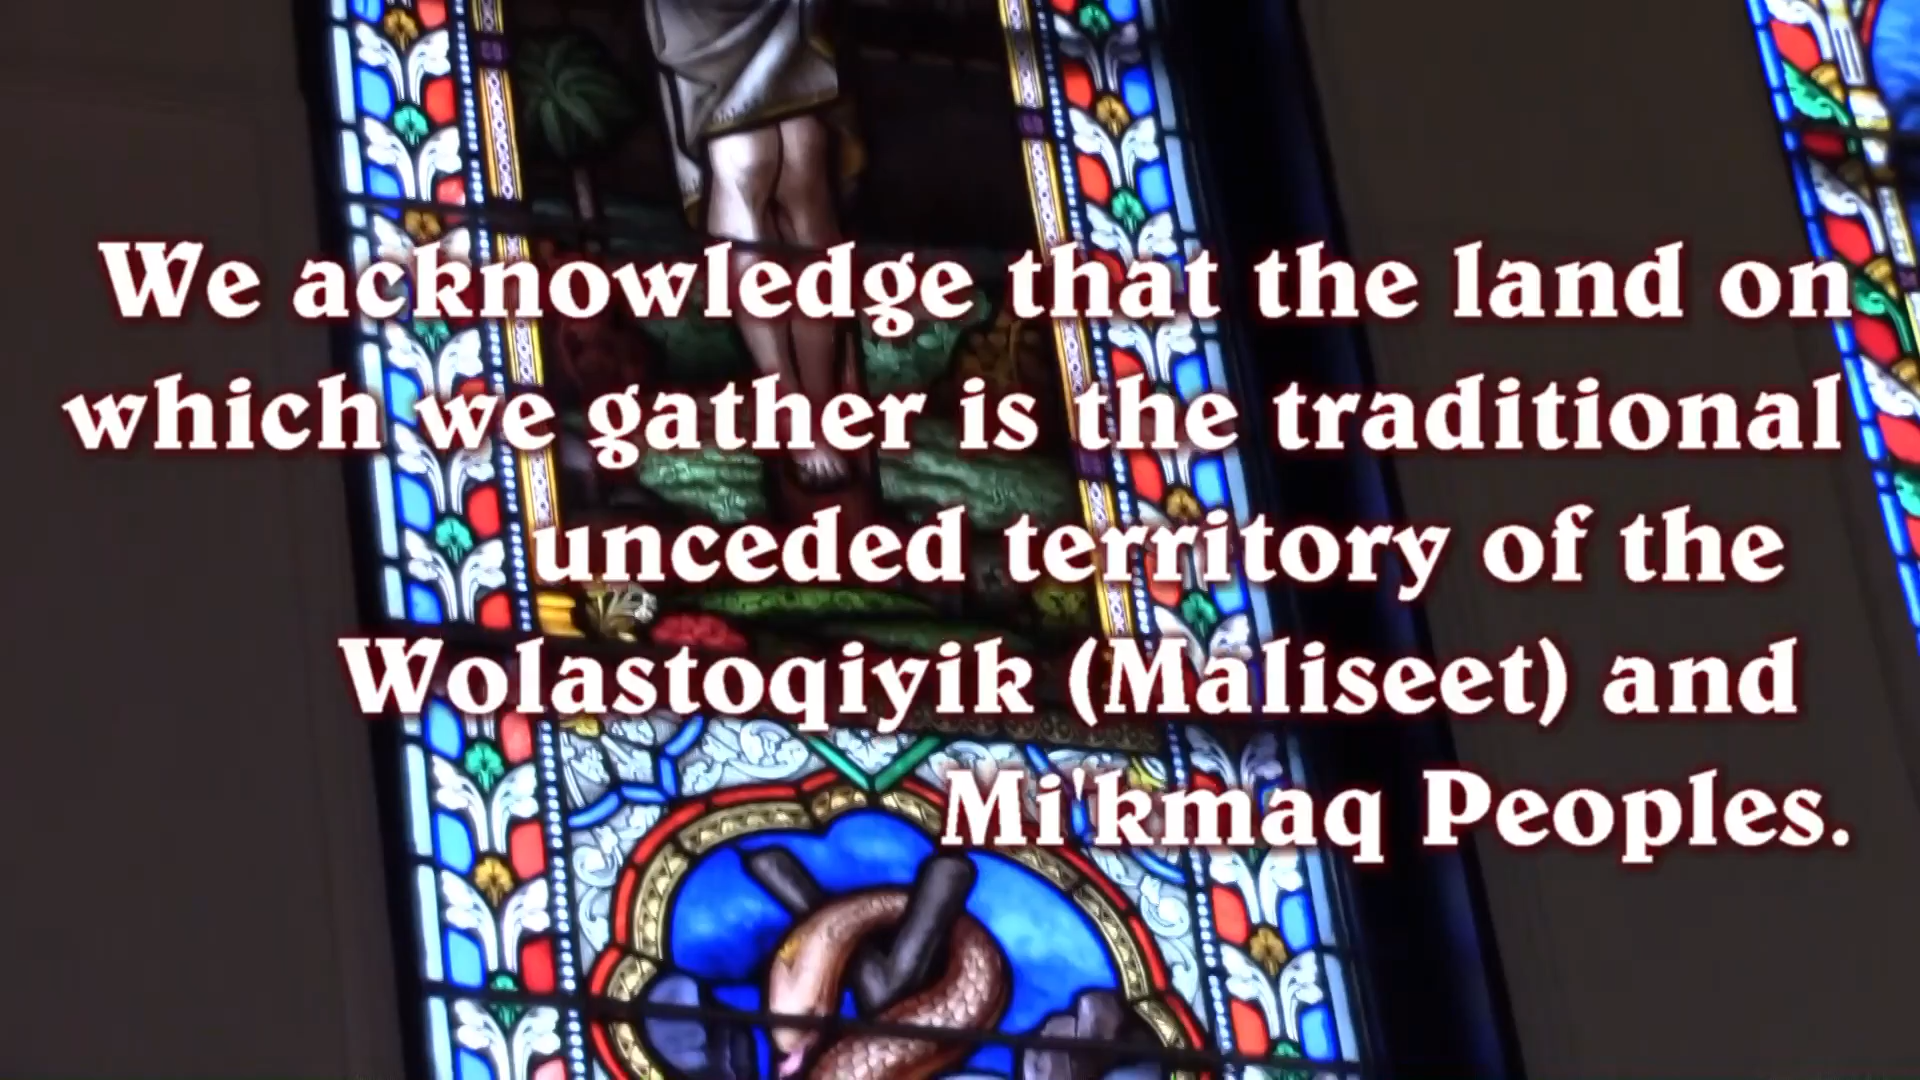 We acknowledge that the land on
which we gather is the traditional
unceded territory of the
Wolastoqiyik (Maliseet) and
Mi'kmaq Peoples.